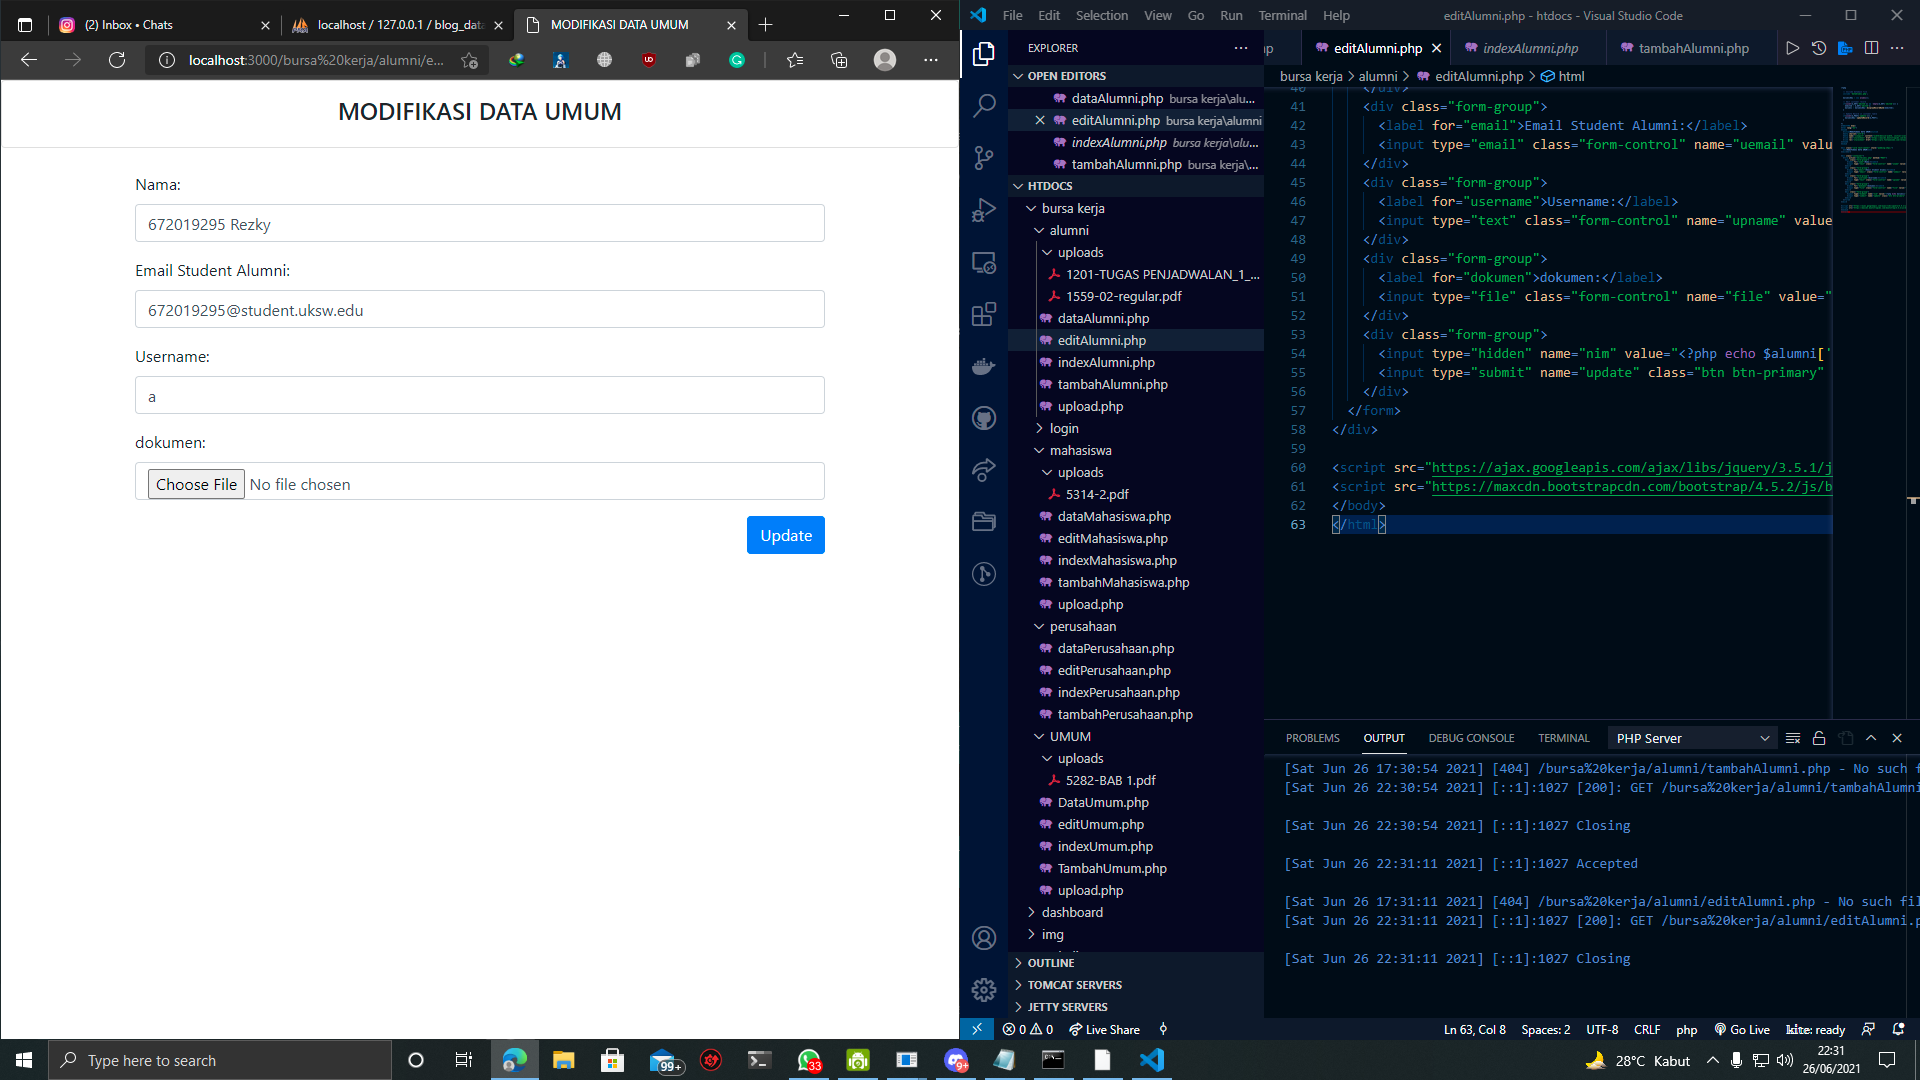 (2) Inbox • Chats
localhost / 127.0.0.1 / blog_data
MODIFIKASI DATA UMUM
localhost:3000/bursa%20kerja/alumni/e...
MODIFIKASI DATA UMUM
Nama:
672019295 Rezky
Email Student Alumni:
672019295@student.uksw.edu
Username:
a
dokumen:
Choose File No file chosen
Update
File Edit Selection View Go Run Terminal Help
editAlumni.php - htdocs - Visual Studio Code
EXPLORER
OPEN EDITORS
dataAlumni.php bursa kerja\alu...
editAlumni.php bursa kerja\alumni
indexAlumni.php bursa kerja\alu...
tambahAlumni.php bursa kerja\...
HTDOCS
bursa kerja
alumni
uploads
1201-TUGAS PENJADWALAN_1_...
1559-02-regular.pdf
dataAlumni.php
editAlumni.php
indexAlumni.php
tambahAlumni.php
upload.php
login
mahasiswa
uploads
5314-2.pdf
dataMahasiswa.php
editMahasiswa.php
indexMahasiswa.php
tambahMahasiswa.php
upload.php
perusahaan
dataPerusahaan.php
editPerusahaan.php
indexPerusahaan.php
tambahPerusahaan.php
UMUM
uploads
5282-BAB 1.pdf
DataUmum.php
editUmum.php
indexUmum.php
TambahUmum.php
upload.php
dashboard
img
OUTLINE
TOMCAT SERVERS
JETTY SERVERS
hp editAlumni.php indexAlumni.php tambahAlumni.php
bursa kerja > alumni > editAlumni.php > html
40 </div>
41 <div class="form-group">
42 <label for="email">Email Student Alumni:</label>
43 <input type="email" class="form-control" name="uemail" valu
44 </div>
45 <div class="form-group">
46 <label for="username">Username:</label>
47 <input type="text" class="form-control" name="upname" value
48 </div>
49 <div class="form-group">
50 <label for="dokumen">dokumen:</label>
51 <input type="file" class="form-control" name="file" value="
52 </div>
53 <div class="form-group">
54 <input type="hidden" name="nim" value="<?php echo $alumni['
55 <input type="submit" name="update" class="btn btn-primary"
56 </div>
57 </form>
58 </div>
59
60 <script src="https://ajax.googleapis.com/ajax/libs/jquery/3.5.1/j
61 <script src="https://maxcdn.bootstrapcdn.com/bootstrap/4.5.2/js/b
62 </body>
63 </html>
PROBLEMS OUTPUT DEBUG CONSOLE TERMINAL PHP Server
[Sat Jun 26 17:30:54 2021] [404] /bursa%20kerja/alumni/tambahAlumni.php - No such f
[Sat Jun 26 22:30:54 2021] [::1]:1027 [200]: GET /bursa%20kerja/alumni/tambahAlumni
[Sat Jun 26 22:30:54 2021] [::1]:1027 Closing
[Sat Jun 26 22:31:11 2021] [::1]:1027 Accepted
[Sat Jun 26 17:31:11 2021] [404] /bursa%20kerja/alumni/editAlumni.php - No such fil
[Sat Jun 26 22:31:11 2021] [::1]:1027 [200]: GET /bursa%20kerja/alumni/editAlumni.p
[Sat Jun 26 22:31:11 2021] [::1]:1027 Closing
0 0 Live Share
Ln 63, Col 8 Spaces: 2 UTF-8 CRLF php Go Live kite: ready
Type here to search
99+ 33 9+
28°C Kabut
22:31
26/06/2021